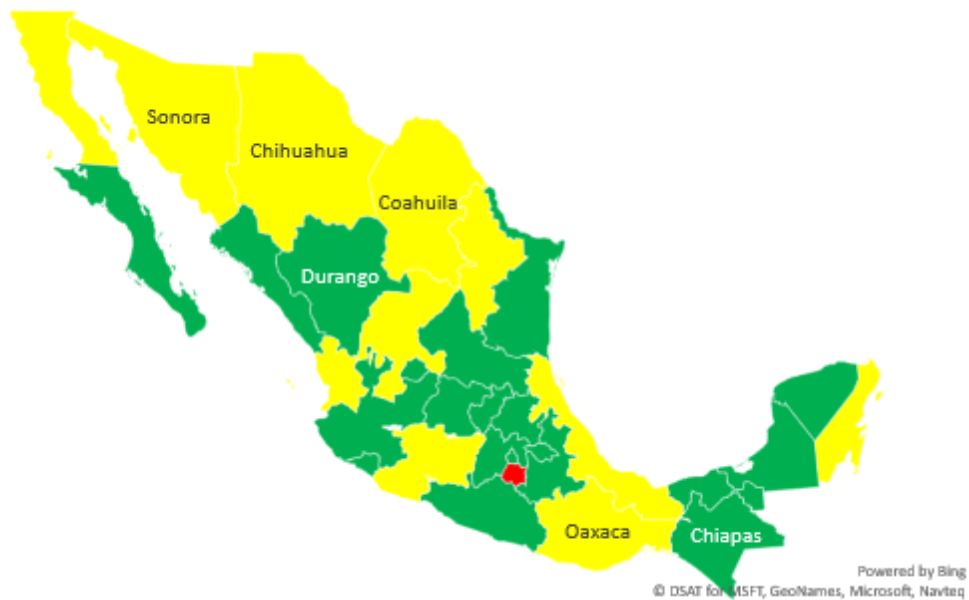 Sonora
Chihuahua
Coahuila
Durango
Oaxaca
Chiapas
Powered by Bing
© DSAT for MSFT, GeoNames, Microsoft, Navteq